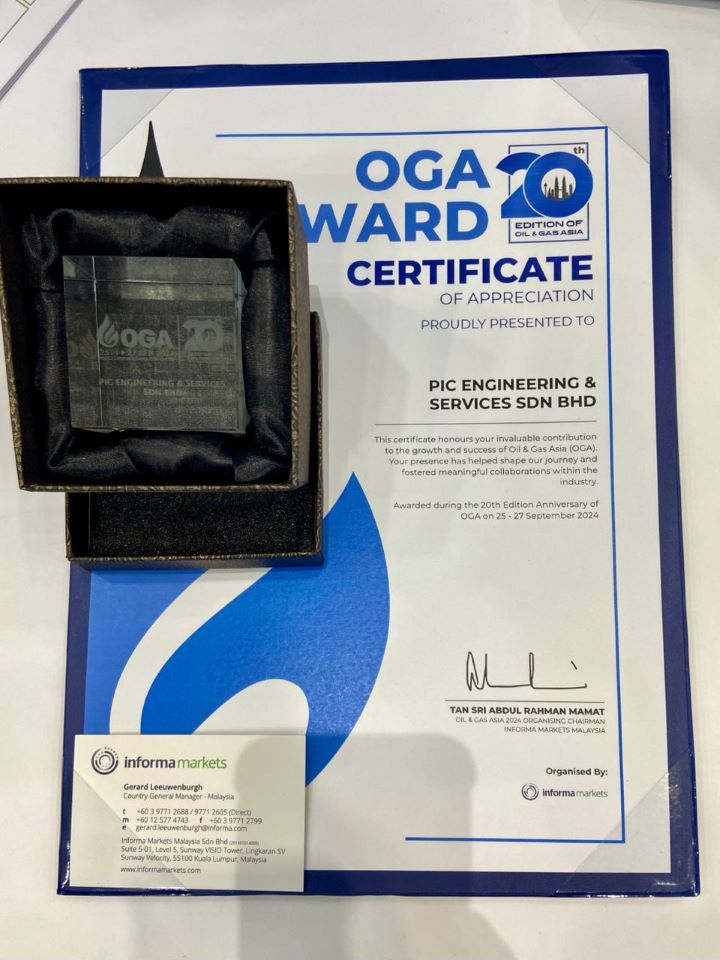 OGA
WARD
20th
EDITION OF
OIL & GAS ASIA
CERTIFICATE
OF APPRECIATION
PROUDLY PRESENTED TO
PIC ENGINEERING &
SERVICES SDN BHD
This certificate honours your invaluable contribution
to the growth and success of Oil & Gas Asia (OGA).
Your presence has helped shape our journey and
fostered meaningful collaborations within the
industry.
Awarded during the 20th Edition Anniversary of
OGA on 25 - 27 September 2024
TAN SRI ABDUL RAHMAN MAMAT
OIL & GAS ASIA 2024 ORGANISING CHAIRMAN
INFORMA MARKETS MALAYSIA
Organised By:
informa markets
OGA 20
PIC ENGINEERING & SERVICES
SDN BHD
informa markets
Gerard Leeuwenburgh
Country General Manager - Malaysia
t +60 3 9771 2688 / 9771 2605 (Direct)
m +60 12 577 4743 f +60 3 9771 2799
e gerard.leeuwenburgh@informa.com
Informa Markets Malaysia Sdn Bhd
Suite 5-01, Level 5, Sunway VISIO Tower, Lingkaran SV
Sunway Velocity, 55100 Kuala Lumpur, Malaysia
www.informamarkets.com